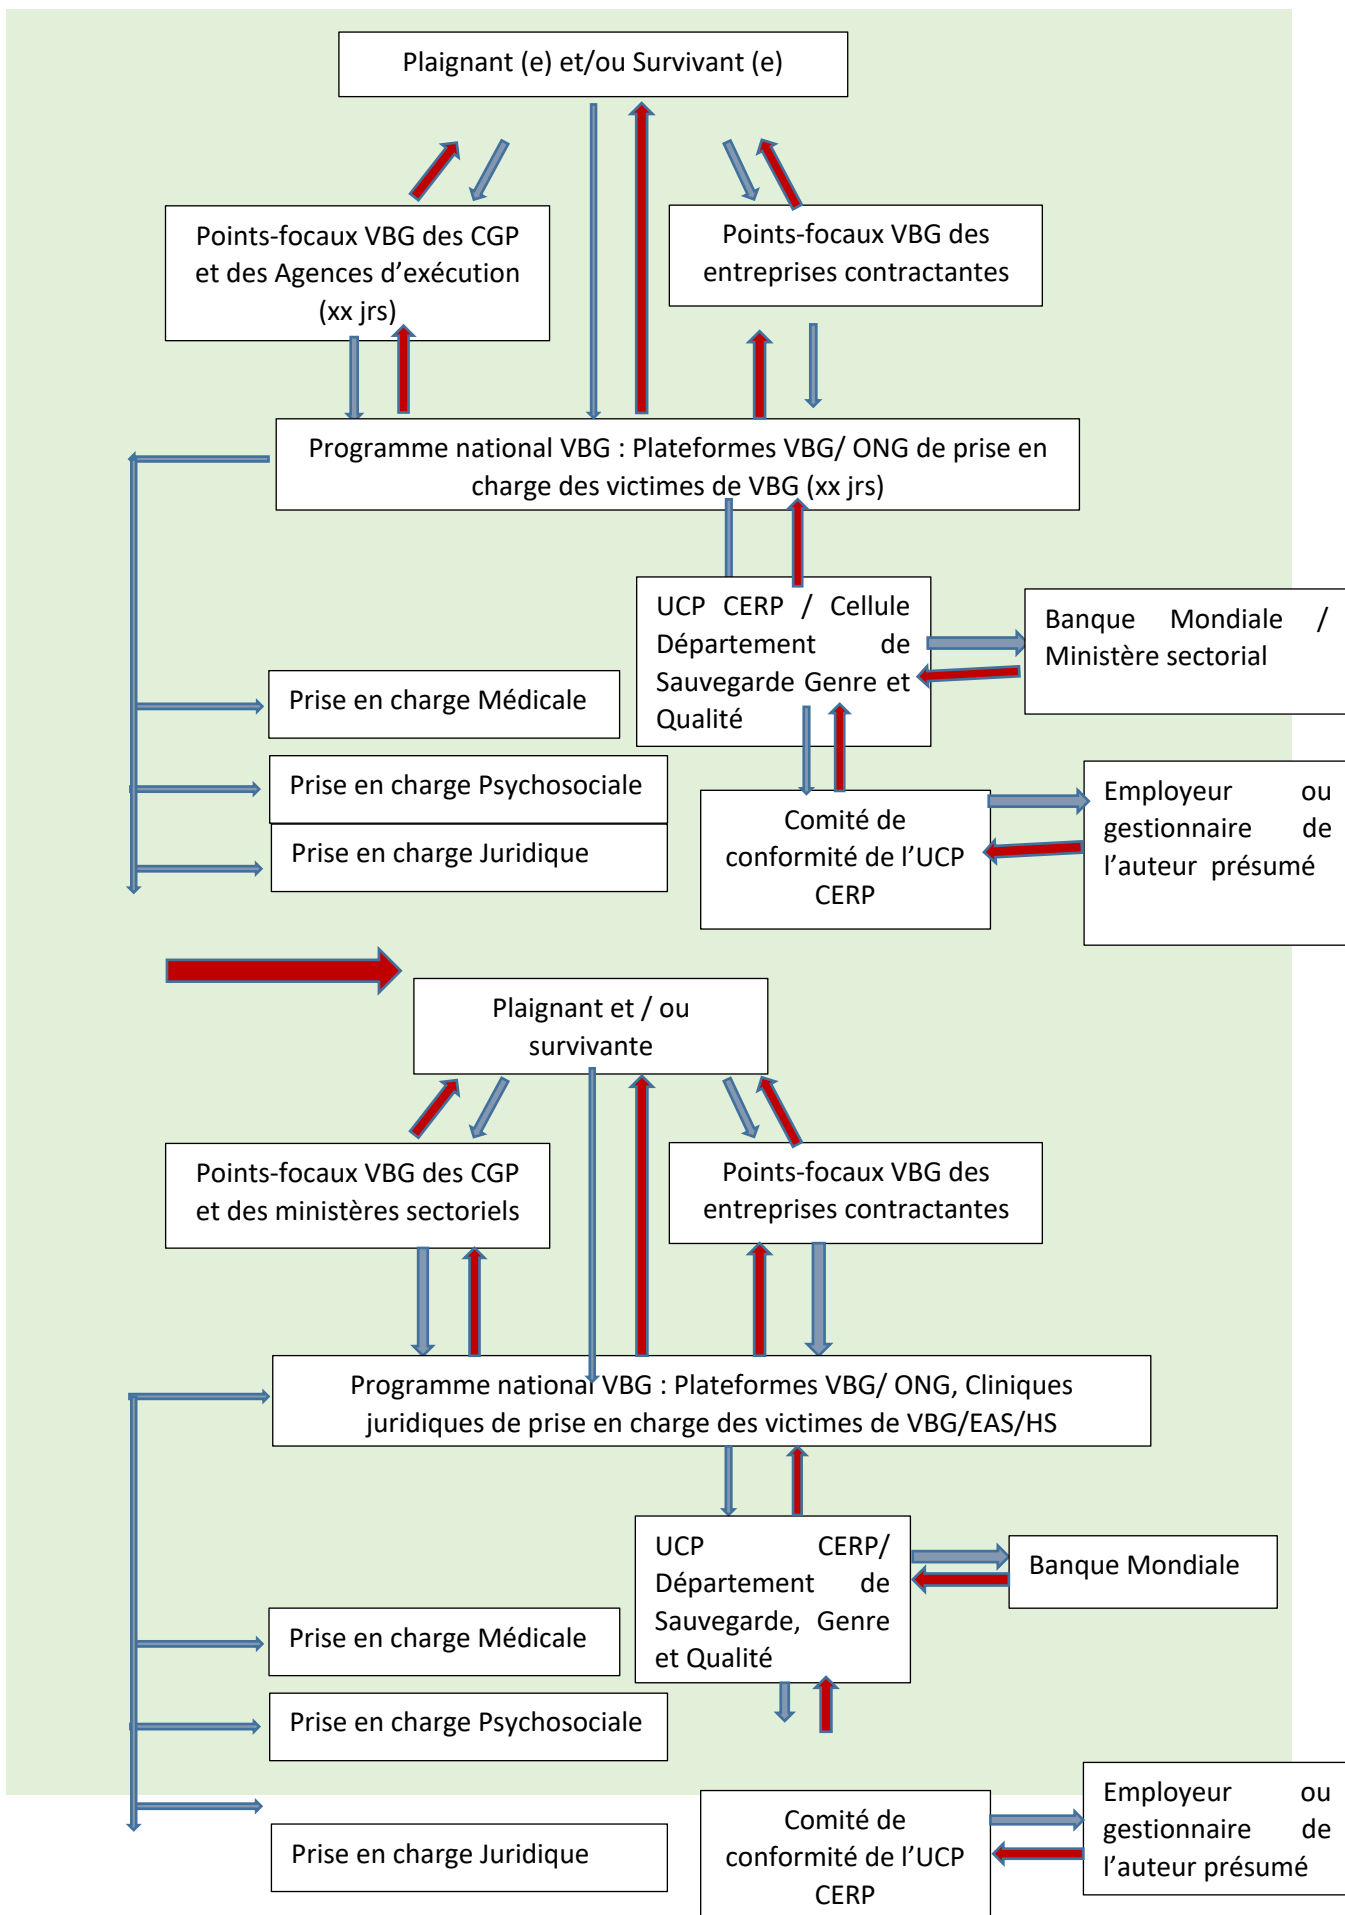 Plaignant (e) et/ou Survivant (e)
Points-focaux VBG des CGP
et des Agences d’exécution
(xx jrs)
Points-focaux VBG des
entreprises contractantes
Programme national VBG : Plateformes VBG/ ONG de prise en
charge des victimes de VBG (xx jrs)
UCP CERP / Cellule
Département de
Sauvegarde Genre et
Qualité
Banque Mondiale /
Ministère sectorial
Prise en charge Médicale
Prise en charge Psychosociale
Prise en charge Juridique
Comité de
conformité de l’UCP
CERP
Employeur ou
gestionnaire de
l’auteur présumé
Plaignant et / ou
survivante
Points-focaux VBG des CGP
et des ministères sectoriels
Points-focaux VBG des
entreprises contractantes
Programme national VBG : Plateformes VBG/ ONG, Cliniques
juridiques de prise en charge des victimes de VBG/EAS/HS
UCP CERP/
Département de
Sauvegarde, Genre
et Qualité
Banque Mondiale
Prise en charge Médicale
Prise en charge Psychosociale
Prise en charge Juridique
Comité de
conformité de l’UCP
CERP
Employeur ou
gestionnaire de
l’auteur présumé